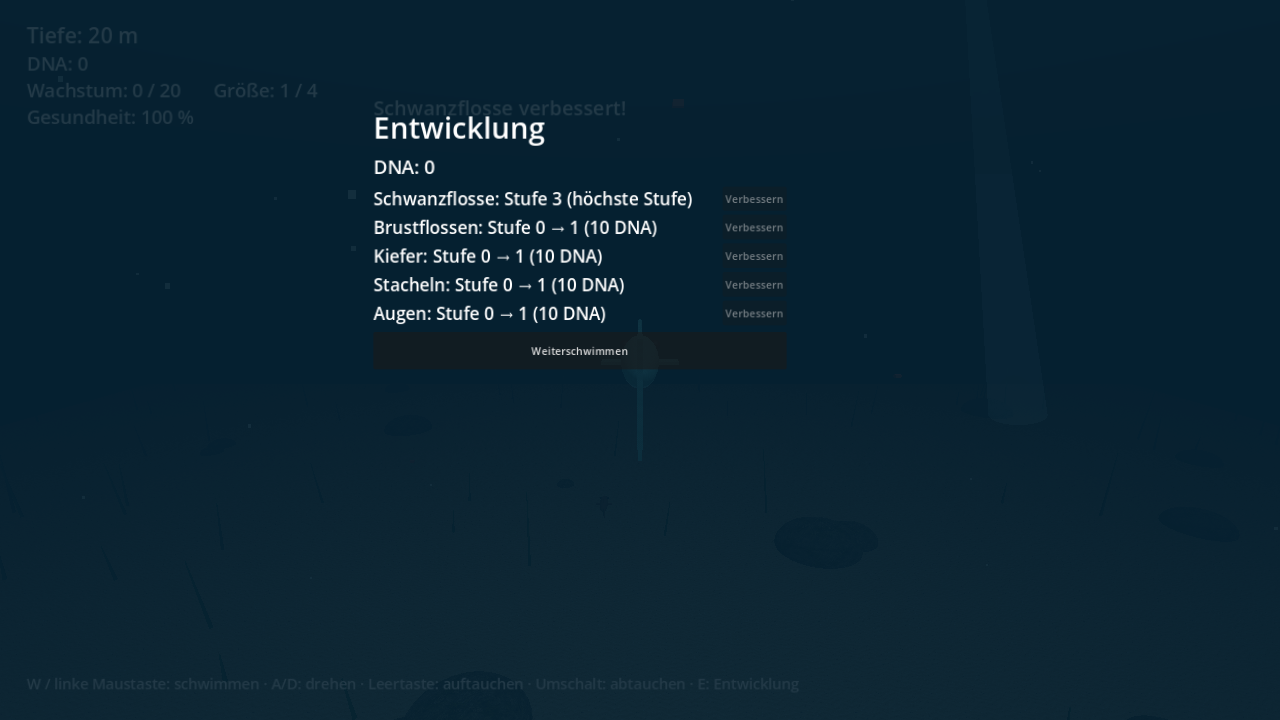 Tiefe: 20 m
DNA: 0
Wachstum: 0 / 20 Größe: 1 / 4
Gesundheit: 100 %
Schwanzflosse verbessert!
Entwicklung
DNA: 0
Schwanzflosse: Stufe 3 (höchste Stufe) Verbessern
Brustflossen: Stufe 0 → 1 (10 DNA) Verbessern
Kiefer: Stufe 0 → 1 (10 DNA) Verbessern
Stacheln: Stufe 0 → 1 (10 DNA) Verbessern
Augen: Stufe 0 → 1 (10 DNA) Verbessern
Weiterschwimmen
W / linke Maustaste: schwimmen · A/D: drehen · Leertaste: auftauchen · Umschalt: abtauchen · E: Entwicklung